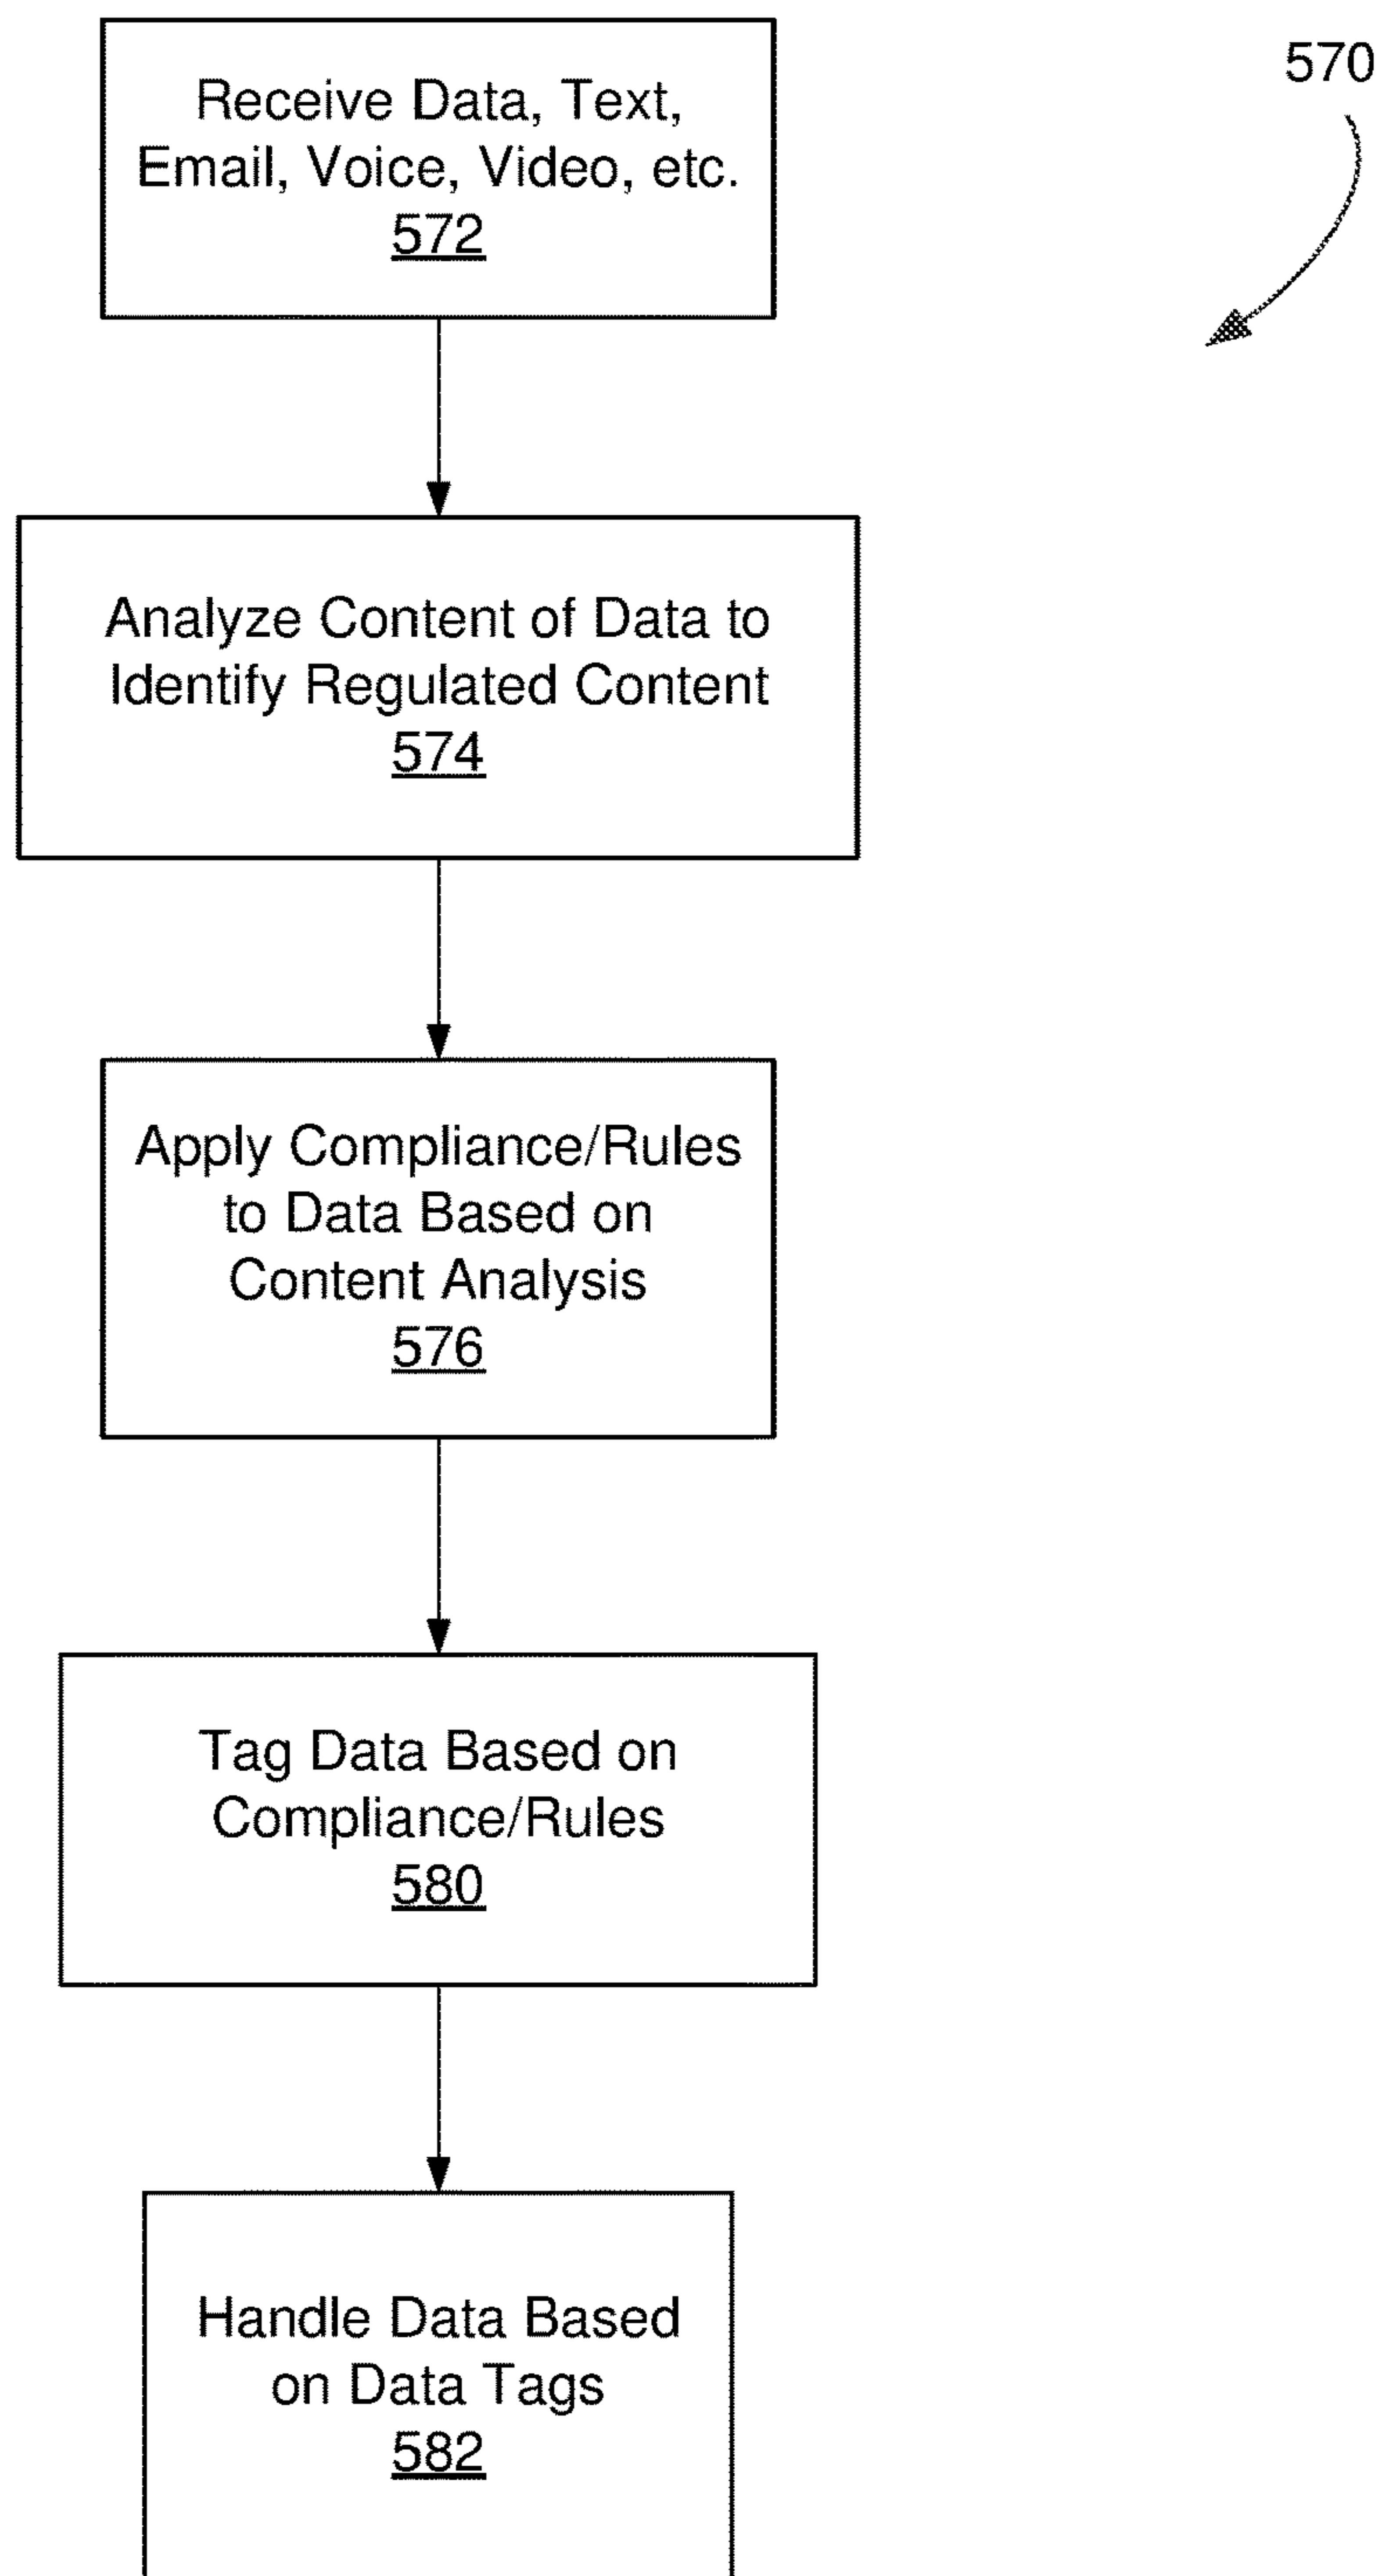 Receive Data, Text,
Email, Voice, Video, etc.
572
570
Analyze Content of Data to
Identify Regulated Content
574
Apply Compliance/Rules
to Data Based on
Content Analysis
576
Tag Data Based on
Compliance/Rules
580
Handle Data Based
on Data Tags
582